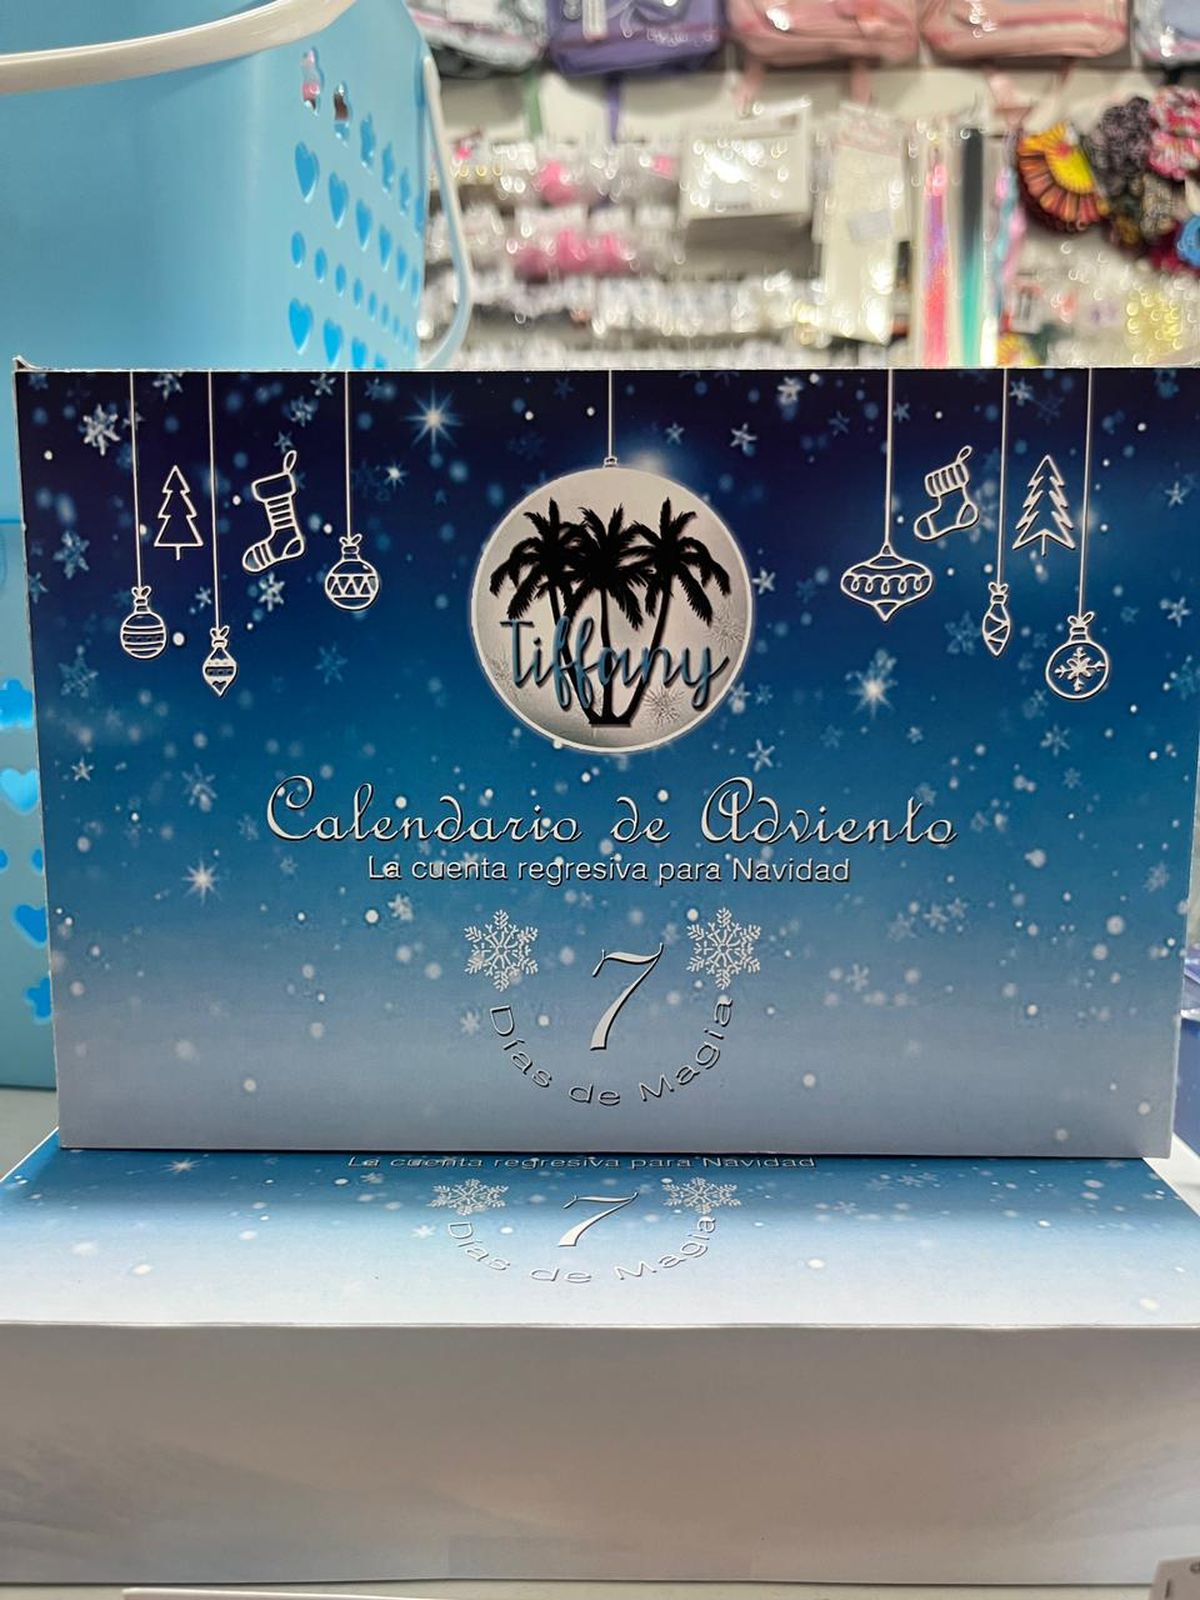 Tiffany
Calendario de Adviento
La cuenta regresiva para Navidad
7
Días de Magia
La cuenta regresiva para Navidad
7
Días de Magia